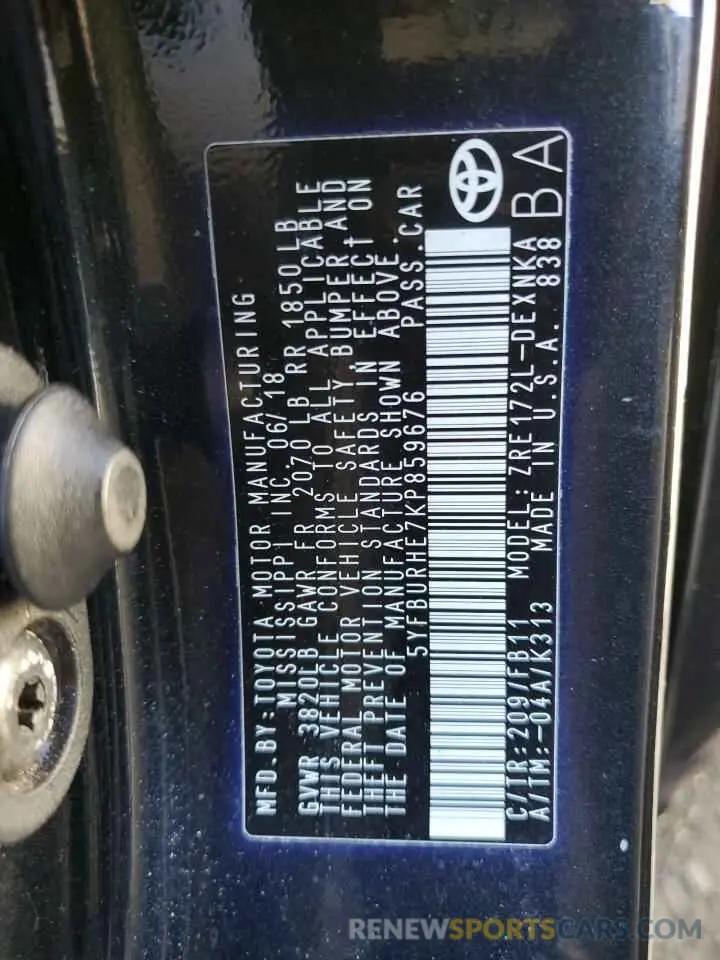 MFD.BY:TOYOTA MOTOR MANUFACTURING
MISSISSIPPI INC. 06/18
GVWR 3820LB GAWR FR 2070 LB RR 1850LB
THIS VEHICLE CONFORMS TO ALL APPLICABLE
FEDERAL MOTOR VEHICLE SAFETY, BUMPER, AND
THEFT PREVENTION STANDARDS IN EFFECT ON
THE DATE OF MANUFACTURE SHOWN ABOVE.
5YFBURHE7KP859676 PASS.CAR
C/TR:209/FB11 MODEL:ZRE172L-DEXNKA
A/TM:-04A/K313 MADE IN U.S.A. 838
BA
RENEWSPORTSCARS.COM